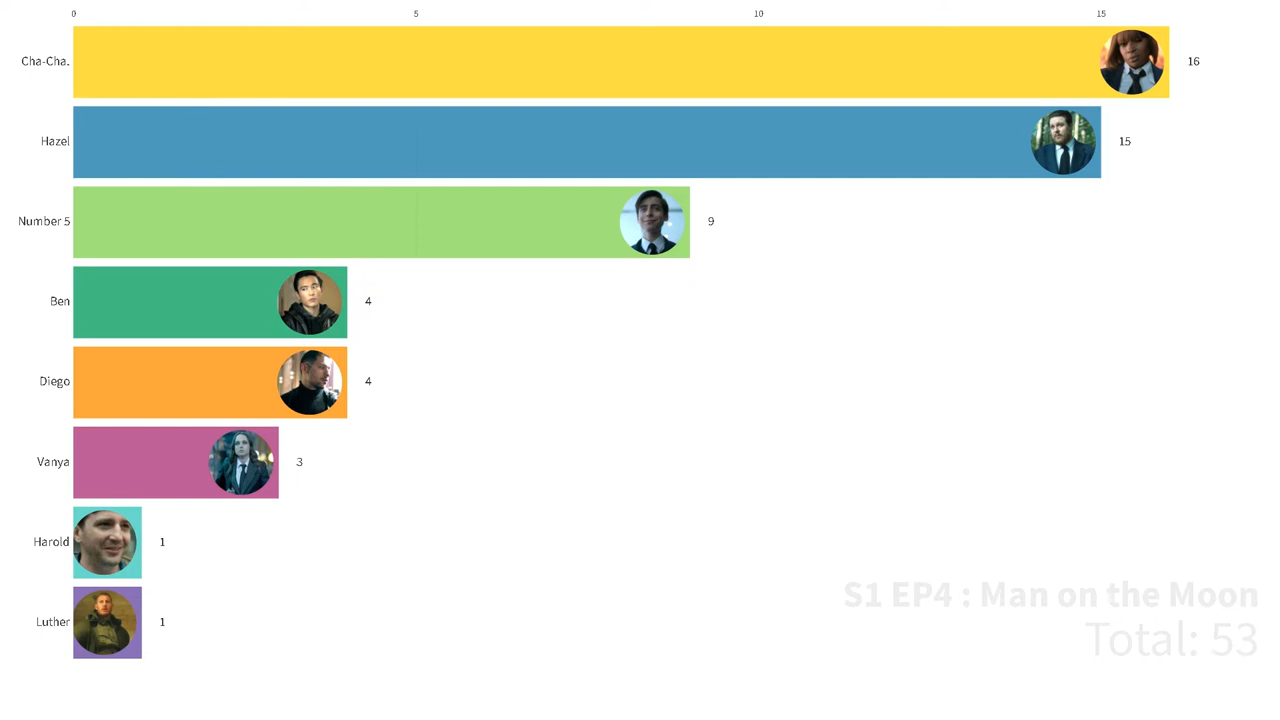 0 5 10 15
Cha-Cha. 16
Hazel 15
Number 5 9
Ben 4
Diego 4
Vanya 3
Harold 1
Luther 1
S1 EP4 : Man on the Moon
Total: 53